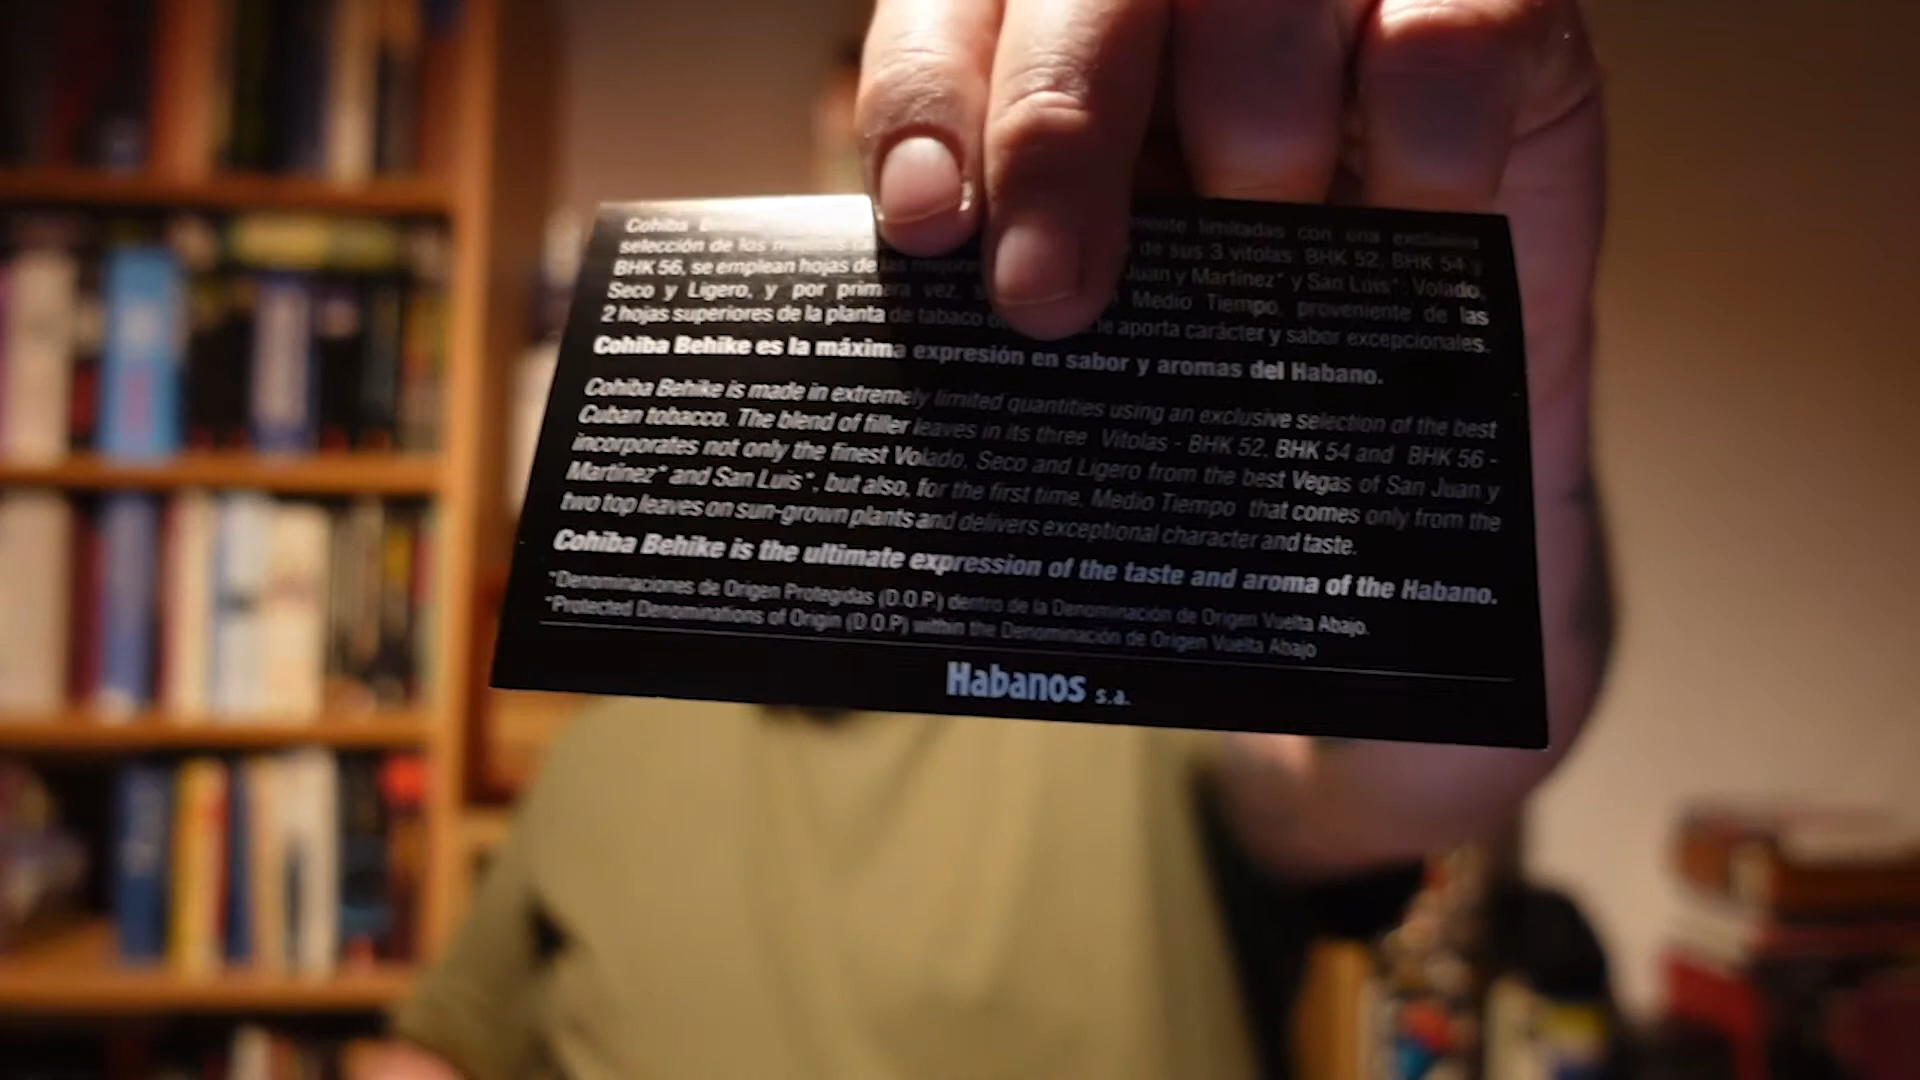 Cohiba mente limitadas con una exclusiva
selección de los de sus 3 vitolas: BHK 52, BHK 54 y
BHK 56, se emplean hojas de las mejores Juan y Martínez* y San Luis*: Volado,
Seco y Ligero, y por primera vez, Medio Tiempo, proveniente de las
2 hojas superiores de la planta de tabaco le aporta carácter y sabor excepcionales.
Cohiba Behike es la máxima expresión en sabor y aromas del Habano.
Cohiba Behike is made in extremely limited quantities using an exclusive selection of the best
Cuban tobacco. The blend of filler leaves in its three Vitolas - BHK 52, BHK 54 and BHK 56 -
incorporates not only the finest Volado, Seco and Ligero from the best Vegas of San Juan y
Martínez* and San Luis*, but also, for the first time, Medio Tiempo that comes only from the
two top leaves on sun-grown plants and delivers exceptional character and taste.
Cohiba Behike is the ultimate expression of the taste and aroma of the Habano.
*Denominaciones de Origen Protegidas (D.O.P.) dentro de la Denominación de Origen Vuelta Abajo.
*Protected Denominations of Origin (D.O.P.) within the Denominación de Origen Vuelta Abajo
Habanos s.a.